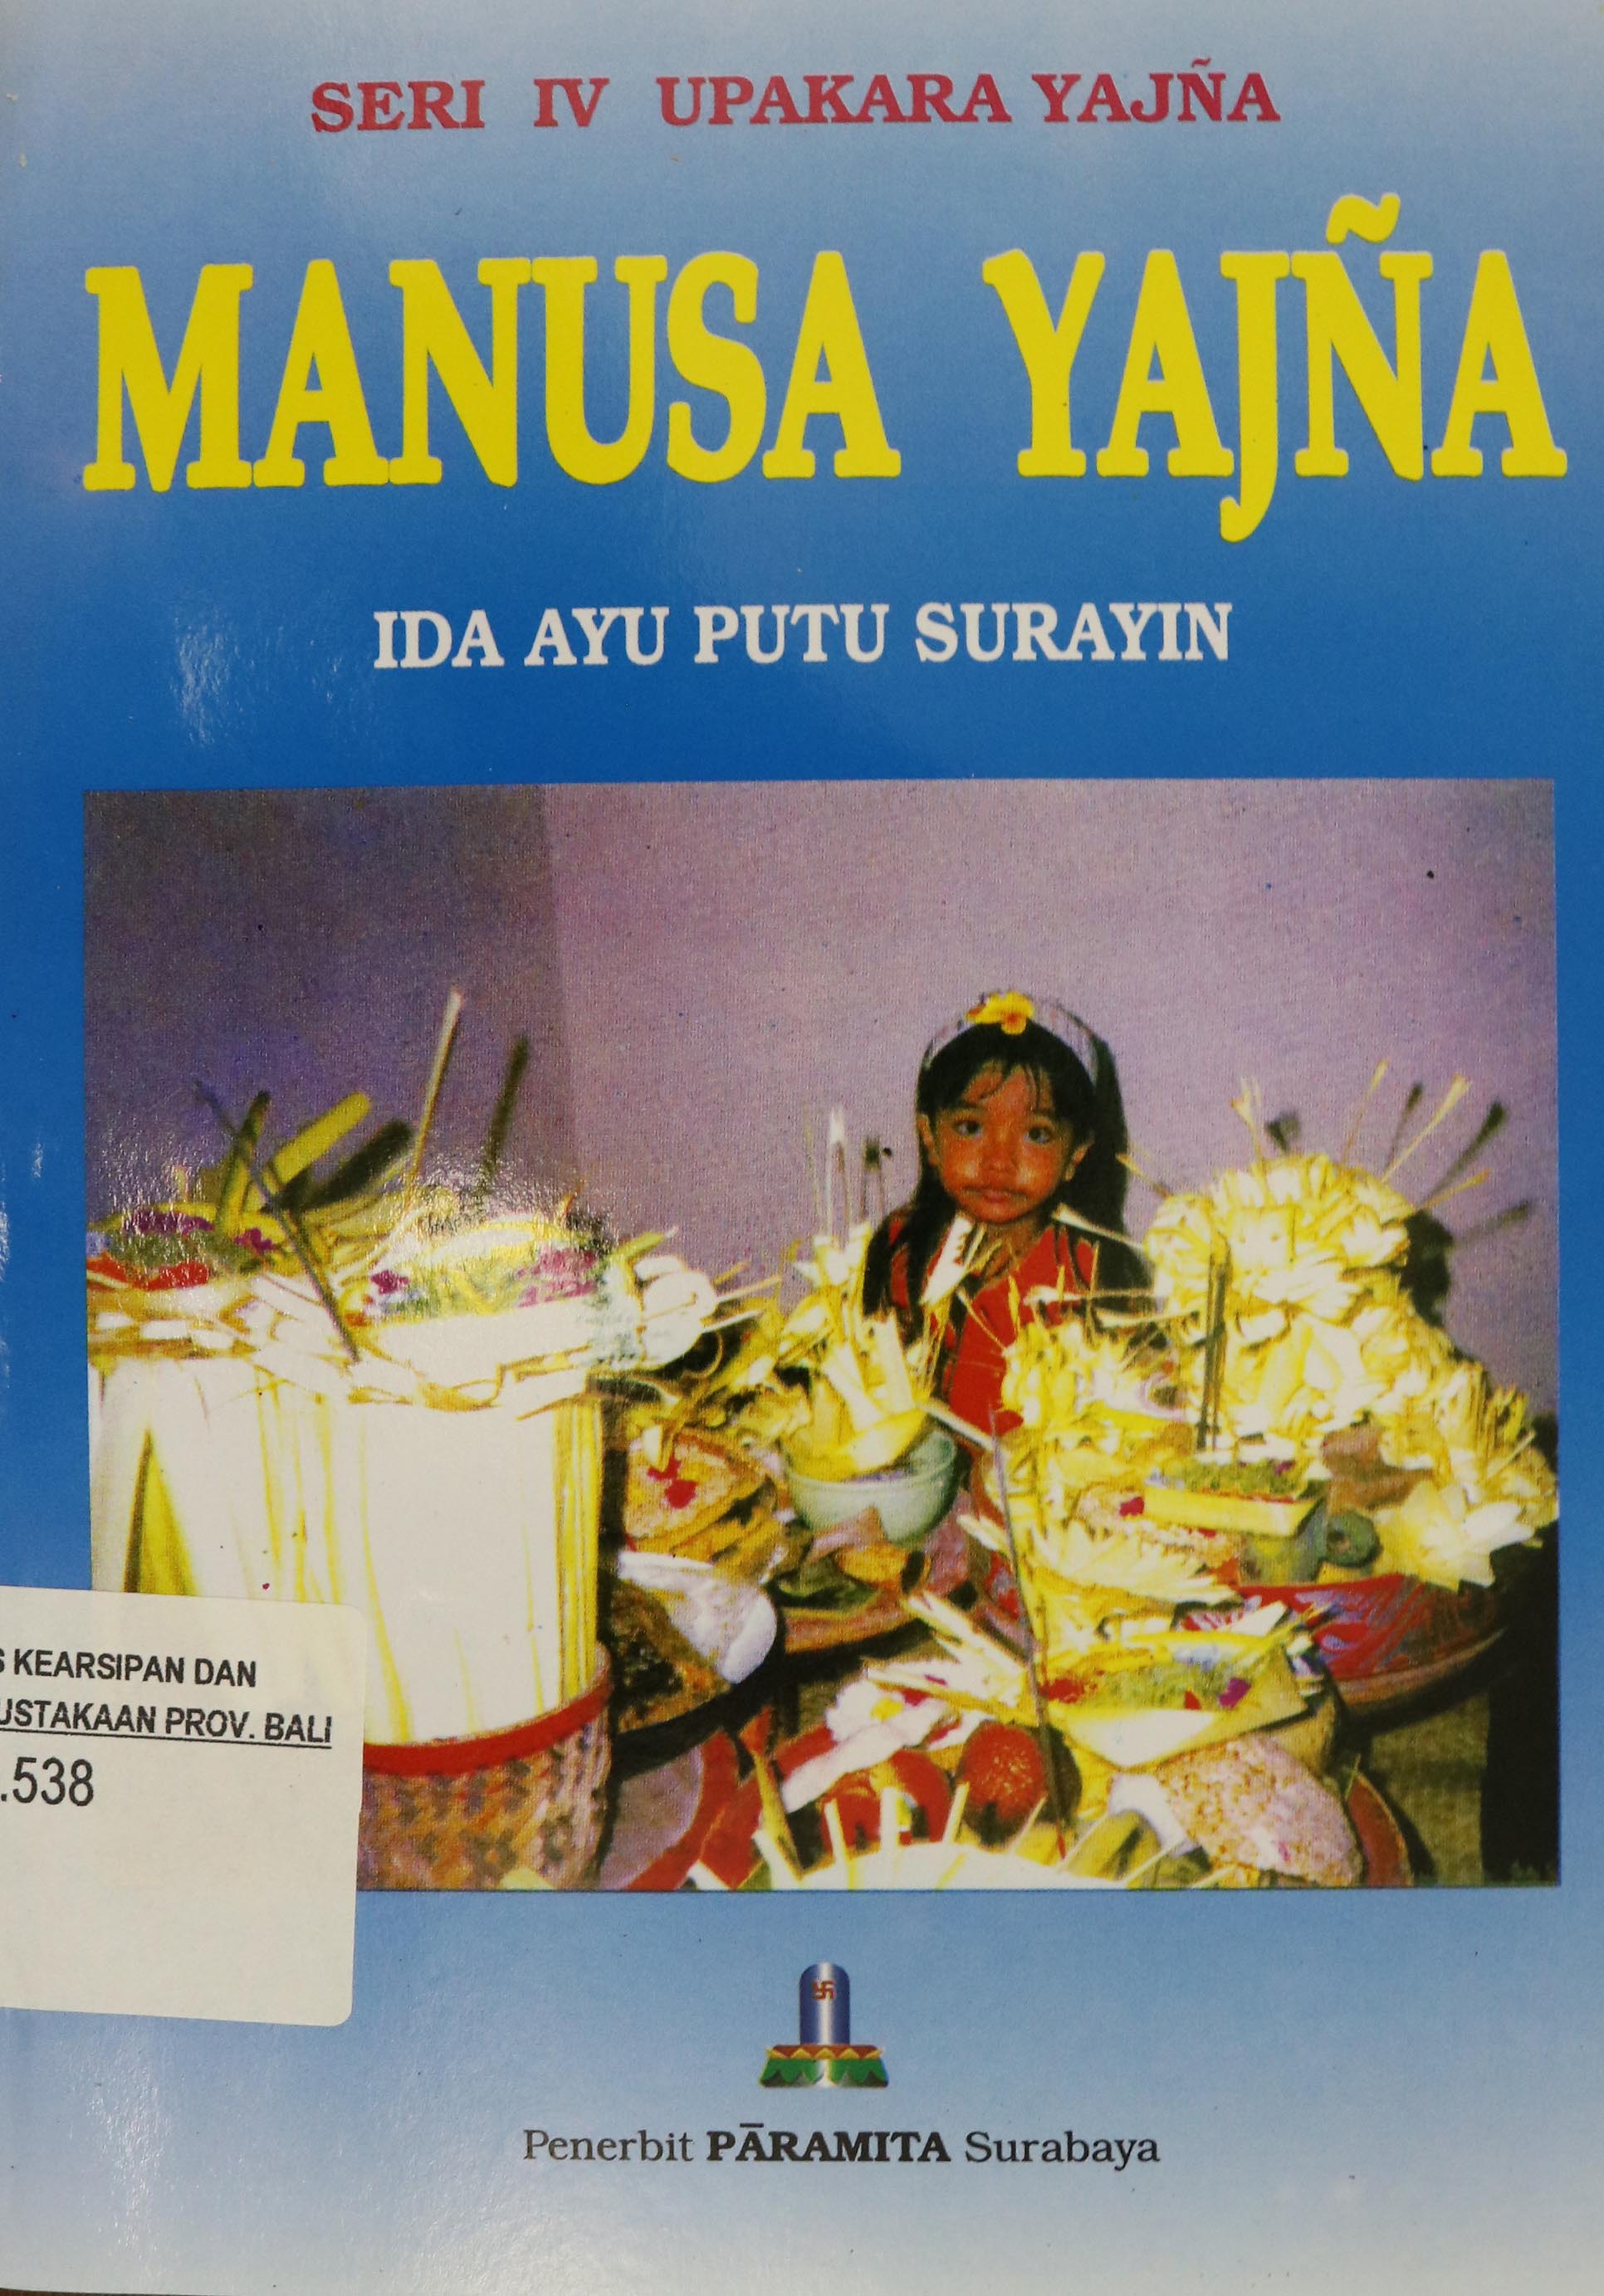 SERI IV UPAKARA YAJÑA
MANUSA YAJÑA
IDA AYU PUTU SURAYIN
S KEARSIPAN DAN
USTAKAAN PROV. BALI
.538
Penerbit PĀRAMITA Surabaya